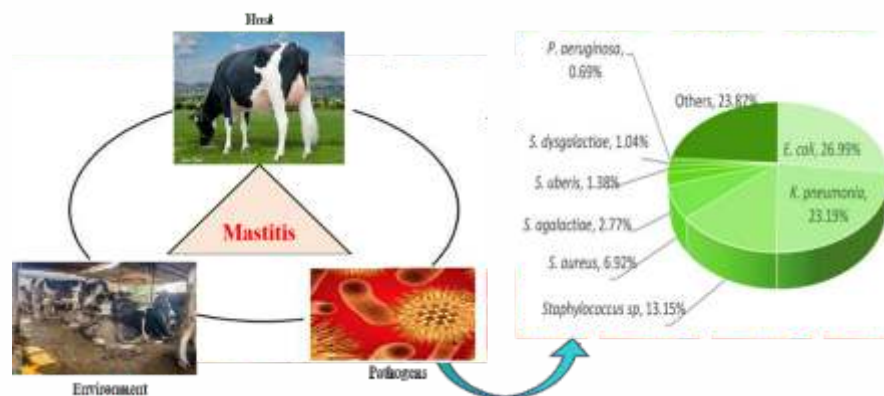 Host
Mastitis
Environment
Pathogens
P. aeruginosa,
0.69%
Others, 23.87%
S. dysgalactiae, 1.04%
E. coli, 26.99%
S. uberis, 1.38%
K. pneumonia,
23.19%
S. agalactiae, 2.77%
S. aureus, 6.92%
Staphylococcus sp, 13.15%